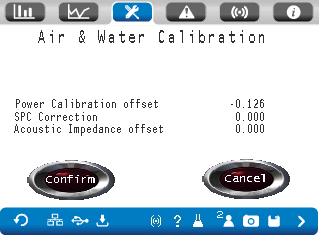 Air & Water Calibration
Power Calibration offset -0.126
SPC Correction 0.000
Acoustic Impedance offset 0.000
Confirm Cancel
? 2